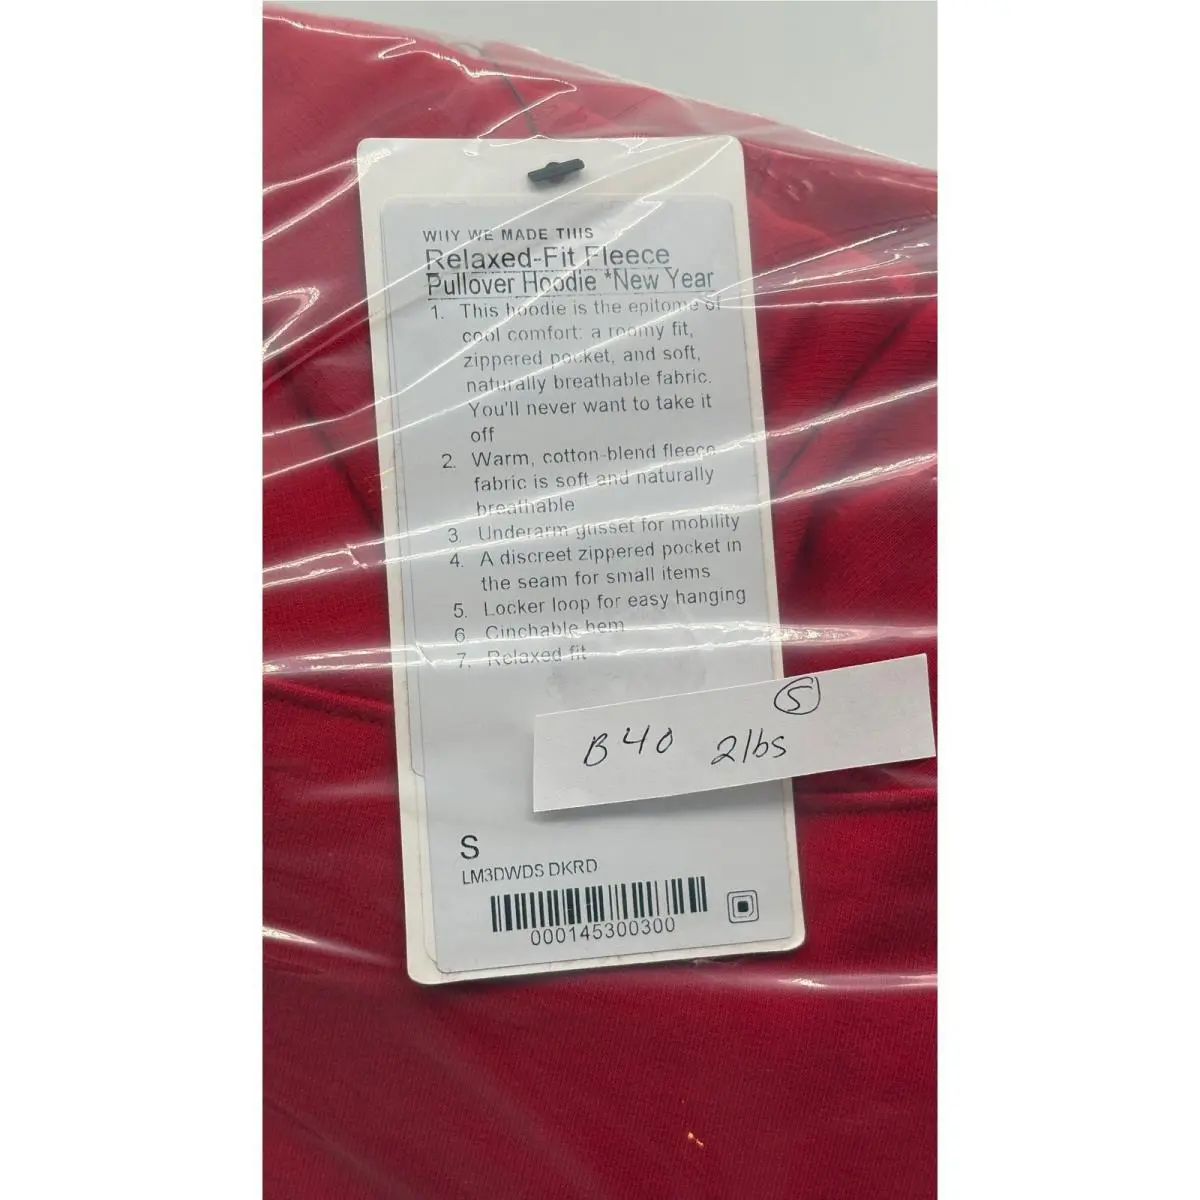 WHY WE MADE THIS
Relaxed-Fit Fleece
Pullover Hoodie *New Year
1. This hoodie is the epitome of
cool comfort: a roomy fit,
zippered pocket, and soft,
naturally breathable fabric.
You'll never want to take it
off
2. Warm, cotton-blend fleece
fabric is soft and naturally
breathable
3. Underarm gusset for mobility
4. A discreet zippered pocket in
the seam for small items
5. Locker loop for easy hanging
6. Cinchable hem
7. Relaxed fit
S
B40 2lbs
S
LM3DWDS DKRD
000145300300